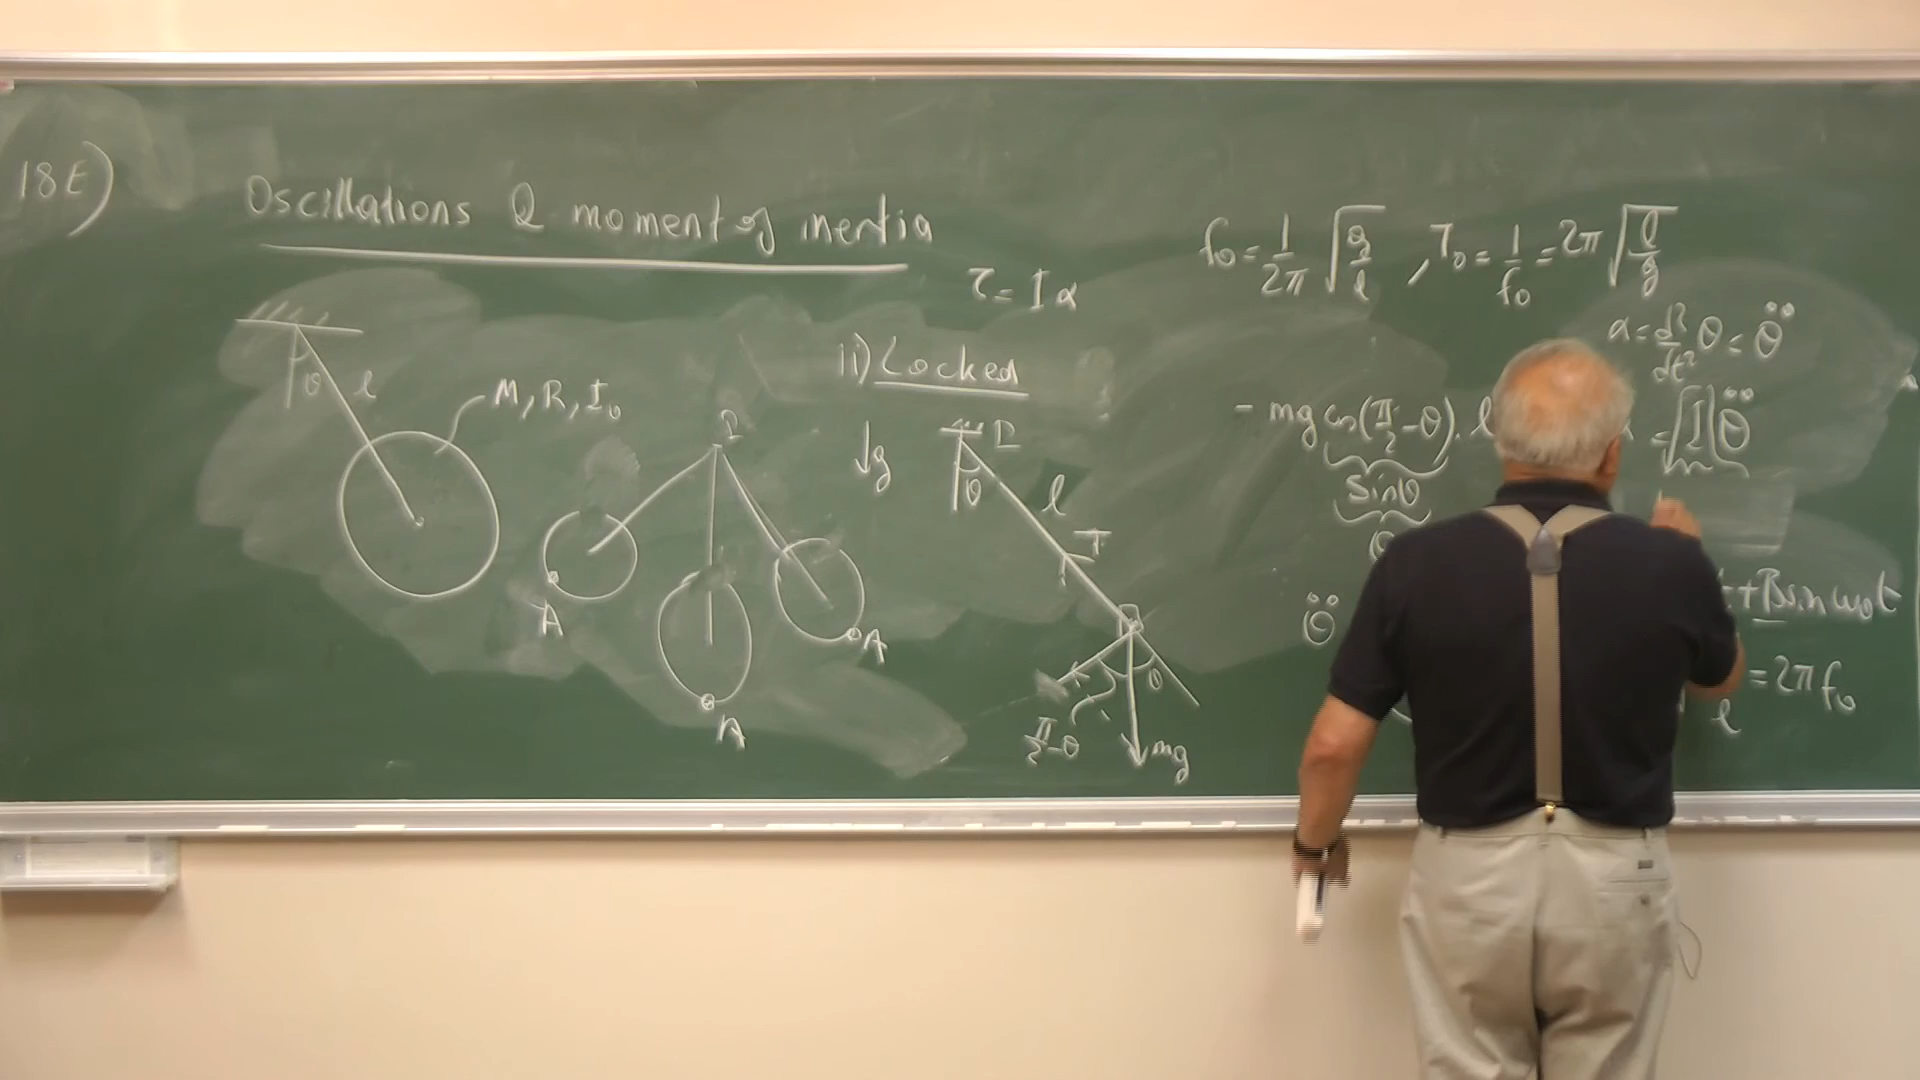 18E)
Oscillations & moment of inertia
τ = I α
f₀ = 1/2π √(g/l) , T₀ = 1/f₀ = 2π √(l/g)
α = d²/dt² θ = θ̈
ii) Locked
θ l
M, R, I₀
P
A
A
A
↓g
P
θ
l
T
θ
π/2-θ
mg
- mg cos(π/2 - θ). l
= I θ̈
sinθ
θ̈
+ B sin ω₀t
l
= 2π f₀